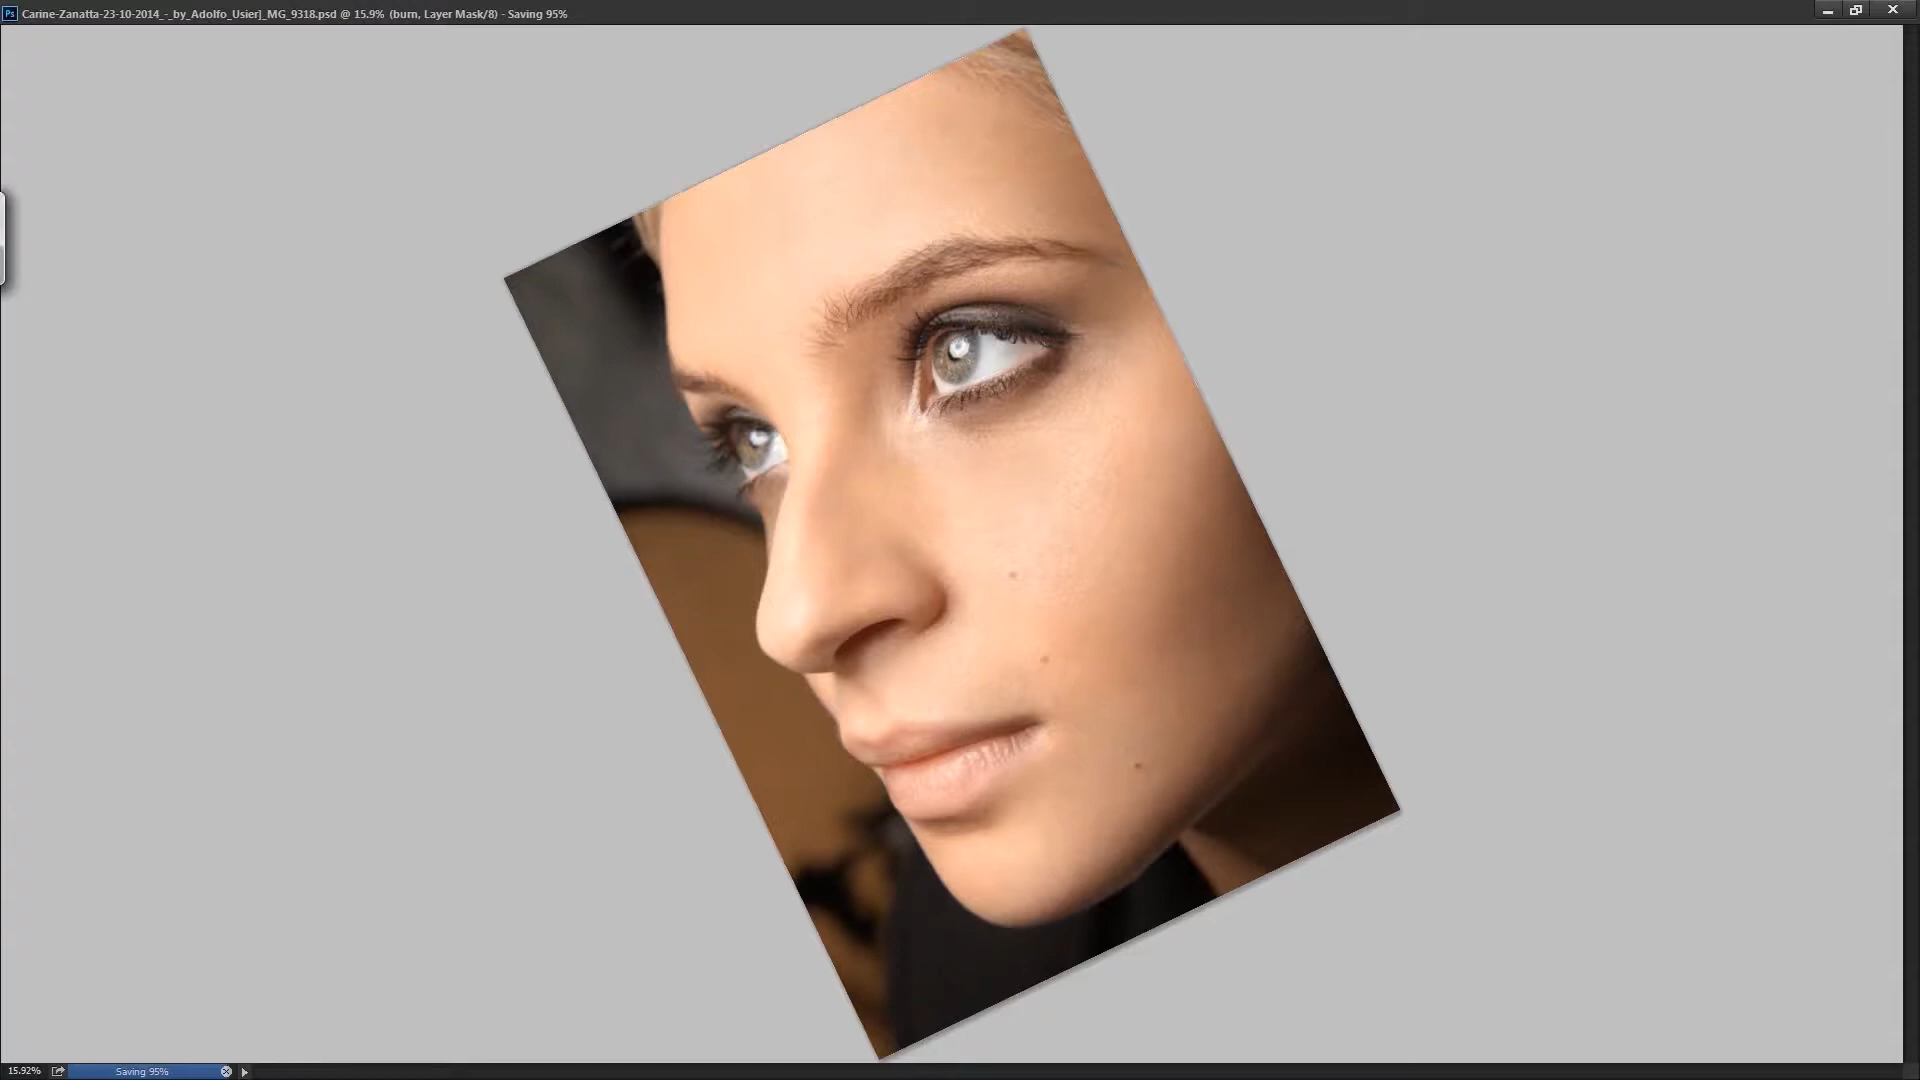 Ps Carine-Zanatta-23-10-2014_-_by_Adolfo_Usier]_MG_9318.psd @ 15.9% (burn, Layer Mask/8) - Saving 95%
15.92% Saving 95%